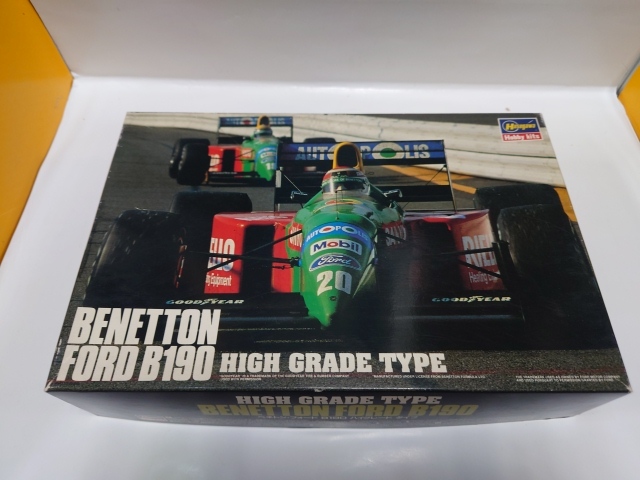 Hasegawa
Hobby kits
AUTOPOLIS
AUTOPOLIS
Mobil
Ford
20
GOODYEAR
GOODYEAR
BENETTON
FORD B190 HIGH GRADE TYPE
HIGH GRADE TYPE
BENETTON FORD B190